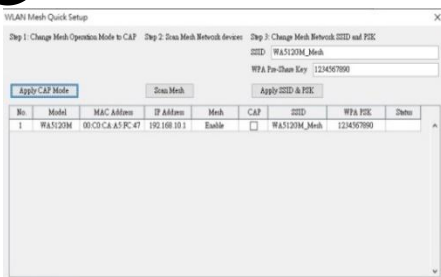 WLAN Mesh Quick Setup
Step 1: Change Mesh Operation Mode to CAP Step 2: Scan Mesh Network devices Step 3: Change Mesh Network SSID and PSK
SSID WA5120M_Mesh
WPA Pre-Share Key 1234567890
Apply CAP Mode Scan Mesh Apply SSID & PSK
No. Model MAC Address IP Address Mesh CAP SSID WPA PSK Status
1 WA5120M 00:C0:CA:A5:FC:47 192.168.10.1 Enable WA5120M_Mesh 1234567890